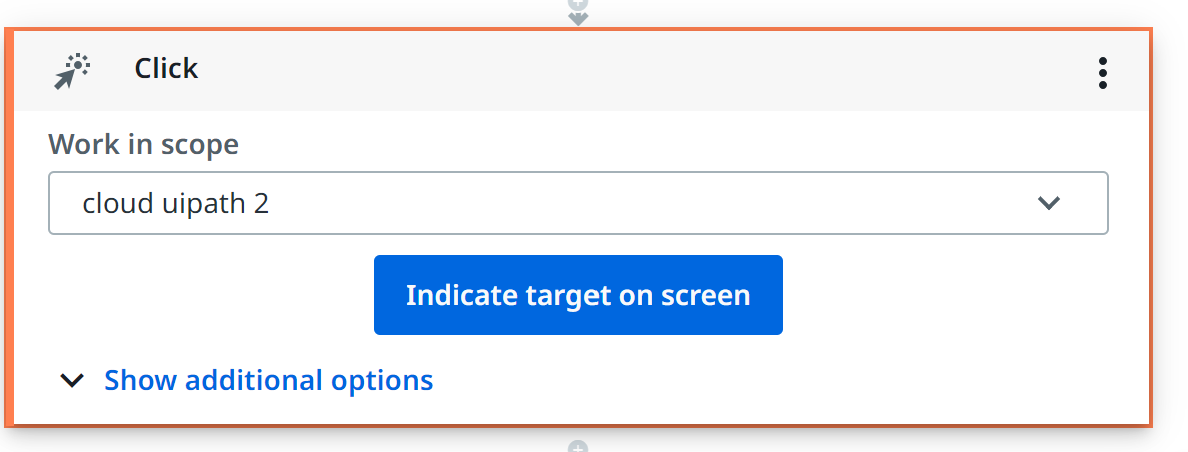 Click
Work in scope
cloud uipath 2
Indicate target on screen
Show additional options